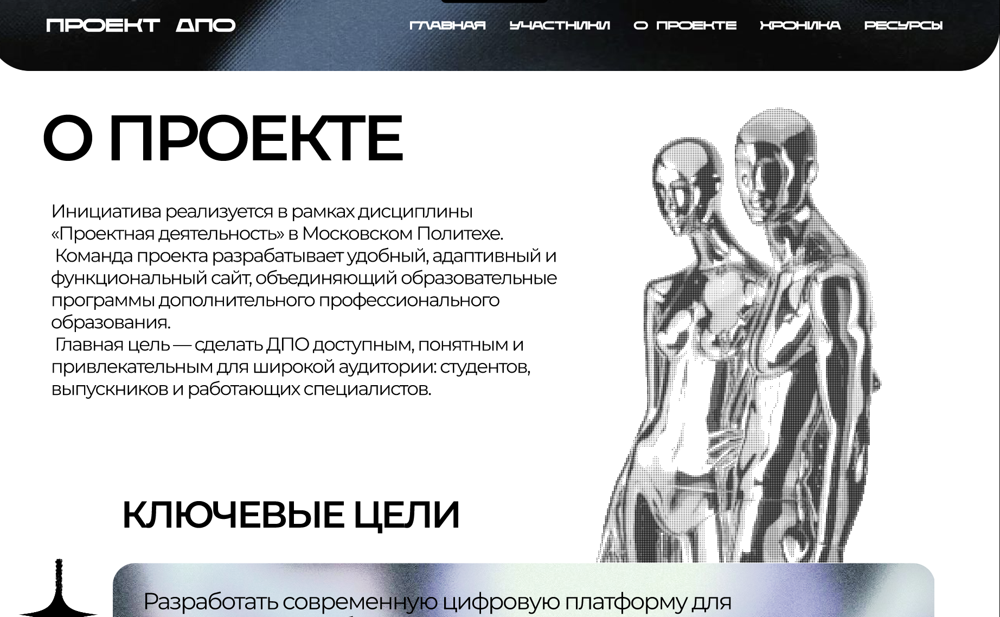 ПРОЕКТ ДПО
ГЛАВНАЯ УЧАСТНИКИ О ПРОЕКТЕ ХРОНИКА РЕСУРСЫ
О ПРОЕКТЕ
Инициатива реализуется в рамках дисциплины
«Проектная деятельность» в Московском Политехе.
Команда проекта разрабатывает удобный, адаптивный и
функциональный сайт, объединяющий образовательные
программы дополнительного профессионального
образования.
Главная цель — сделать ДПО доступным, понятным и
привлекательным для широкой аудитории: студентов,
выпускников и работающих специалистов.
КЛЮЧЕВЫЕ ЦЕЛИ
Разработать современную цифровую платформу для